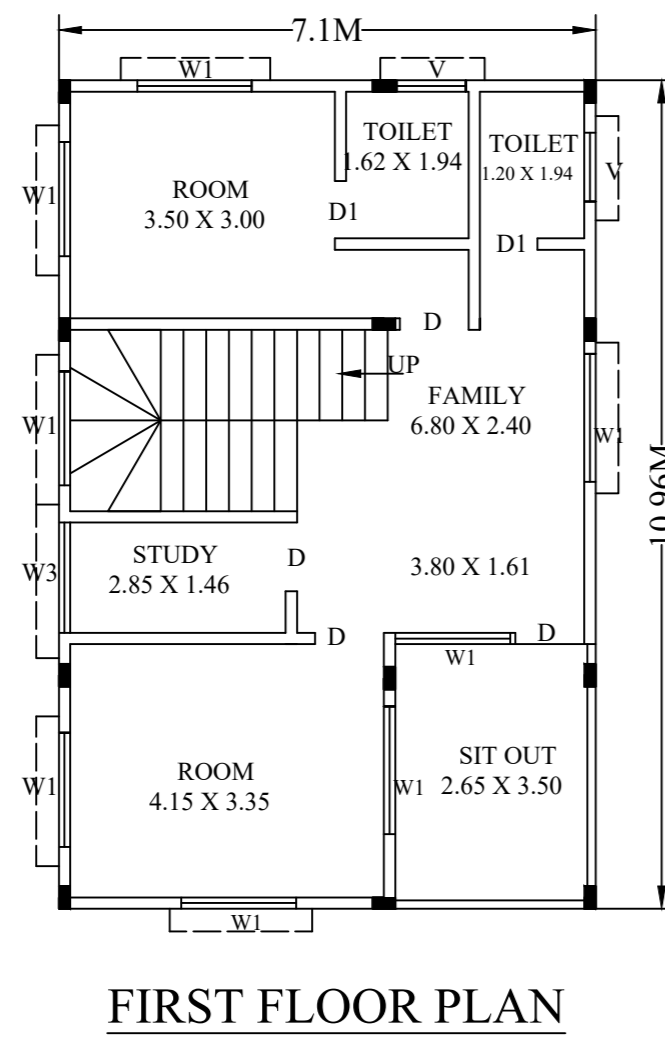 7.1M
W1
V
TOILET
1.62 X 1.94
TOILET
1.20 X 1.94
V
W1
ROOM
3.50 X 3.00
D1
D1
D
UP
FAMILY
6.80 X 2.40
W1
W1
10.96M
STUDY
2.85 X 1.46
W3
D
3.80 X 1.61
D
D
W1
ROOM
4.15 X 3.35
W1
W1
SIT OUT
2.65 X 3.50
W1
FIRST FLOOR PLAN